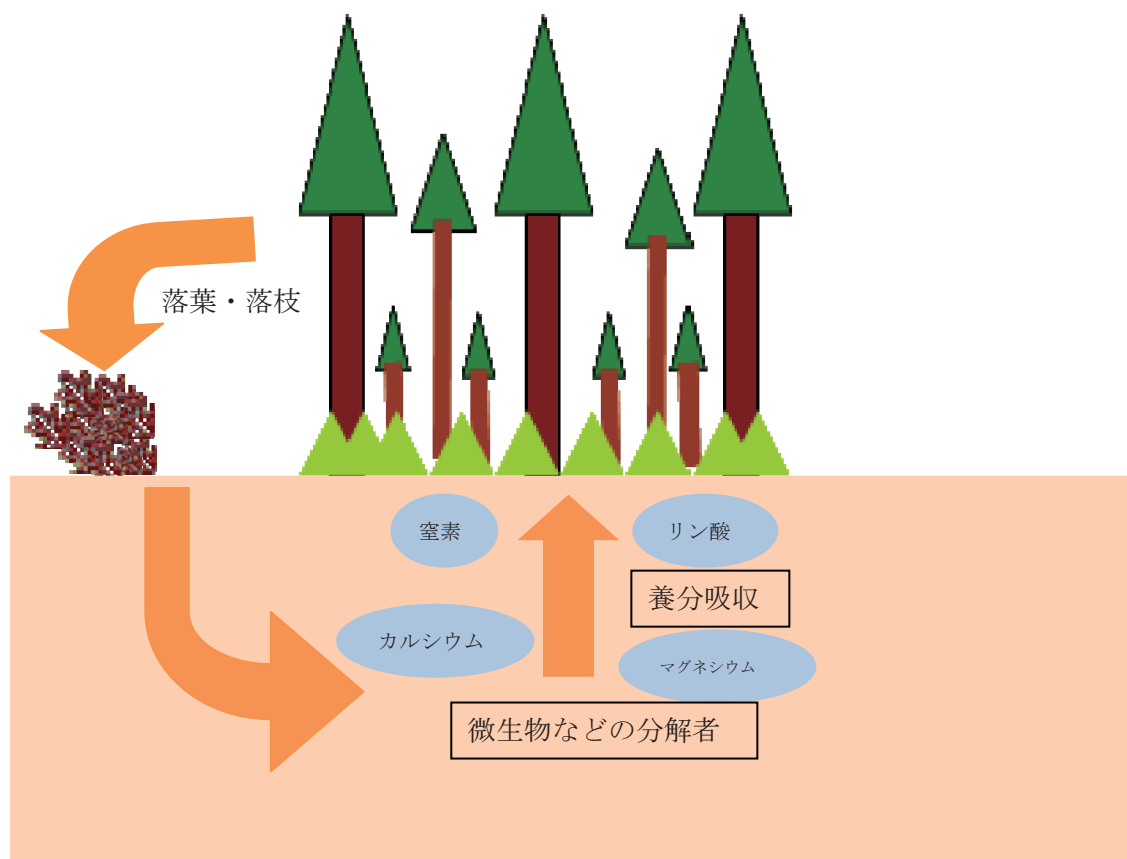 落葉・落枝
窒素
リン酸
養分吸収
カルシウム
マグネシウム
微生物などの分解者